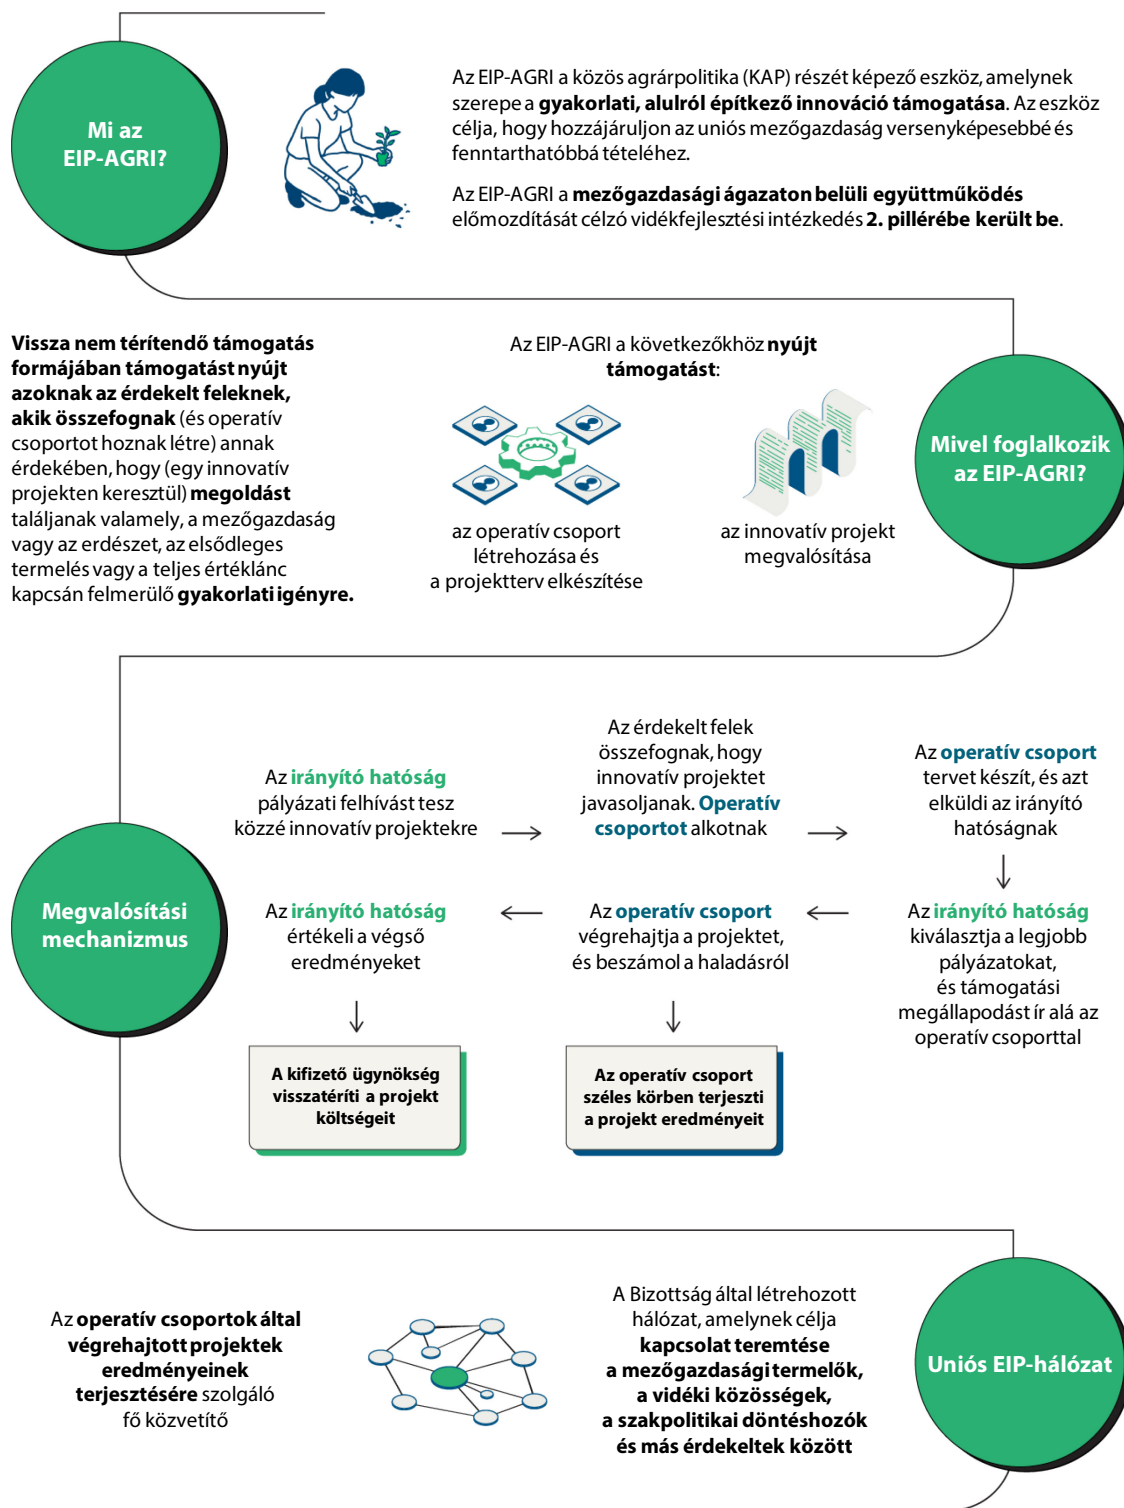 Mi az
EIP-AGRI?
Az EIP-AGRI a közös agrárpolitika (KAP) részét képező eszköz, amelynek
szerepe a gyakorlati, alulról építkező innováció támogatása. Az eszköz
célja, hogy hozzájáruljon az uniós mezőgazdaság versenyképesebbé és
fenntarthatóbbá tételéhez.
Az EIP-AGRI a mezőgazdasági ágazaton belüli együttműködés
előmozdítását célzó vidékfejlesztési intézkedés 2. pillérébe került be.
Vissza nem térítendő támogatás
formájában támogatást nyújt
azoknak az érdekelt feleknek,
akik összefognak (és operatív
csoportot hoznak létre) annak
érdekében, hogy (egy innovatív
projekten keresztül) megoldást
találjanak valamely, a mezőgazdaság
vagy az erdészet, az elsődleges
termelés vagy a teljes értéklánc
kapcsán felmerülő gyakorlati igényre.
Az EIP-AGRI a következőkhöz nyújt
támogatást:
az operatív csoport
létrehozása és
a projektterv elkészítése
az innovatív projekt
megvalósítása
Mivel foglalkozik
az EIP-AGRI?
Megvalósítási
mechanizmus
Az irányító hatóság
pályázati felhívást tesz
közzé innovatív projektekre
Az érdekelt felek
összefognak, hogy
innovatív projektet
javasoljanak. Operatív
csoportot alkotnak
Az operatív csoport
tervet készít, és azt
elküldi az irányító
hatóságnak
Az irányító hatóság
kiválasztja a legjobb
pályázatokat,
és támogatási
megállapodást ír alá az
operatív csoporttal
Az operatív csoport
végrehajtja a projektet,
és beszámol a haladásról
Az irányító hatóság
értékeli a végső
eredményeket
A kifizető ügynökség
visszatéríti a projekt
költségeit
Az operatív csoport
széles körben terjeszti
a projekt eredményeit
Az operatív csoportok által
végrehajtott projektek
eredményeinek
terjesztésére szolgáló
fő közvetítő
A Bizottság által létrehozott
hálózat, amelynek célja
kapcsolat teremtése
a mezőgazdasági termelők,
a vidéki közösségek,
a szakpolitikai döntéshozók
és más érdekeltek között
Uniós EIP-hálózat